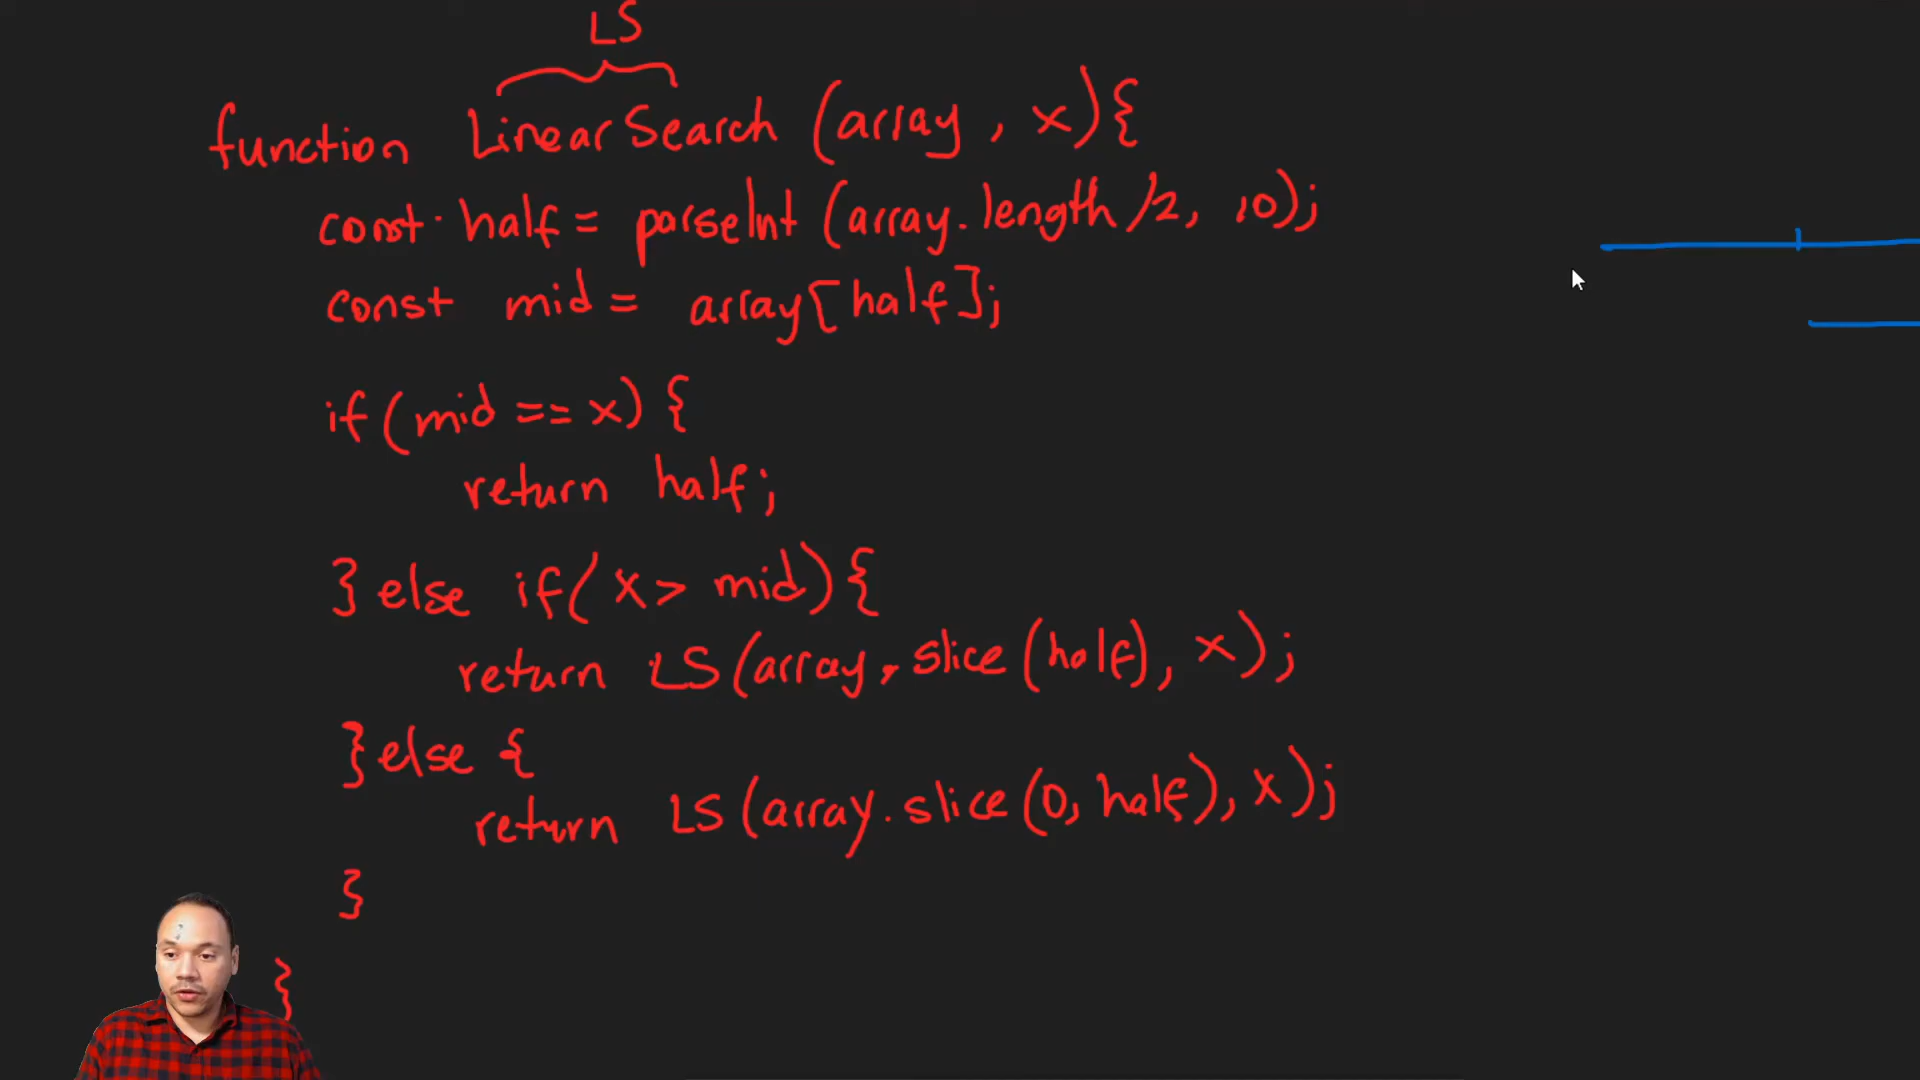 LS
function LinearSearch (array , x){
const half = parseInt (array.length/2, 10);
const mid = array[half];
if(mid == x) {
return half;
} else if( x > mid){
return LS(array.slice(half), x);
} else {
return LS(array.slice(0, half), x);
}
}